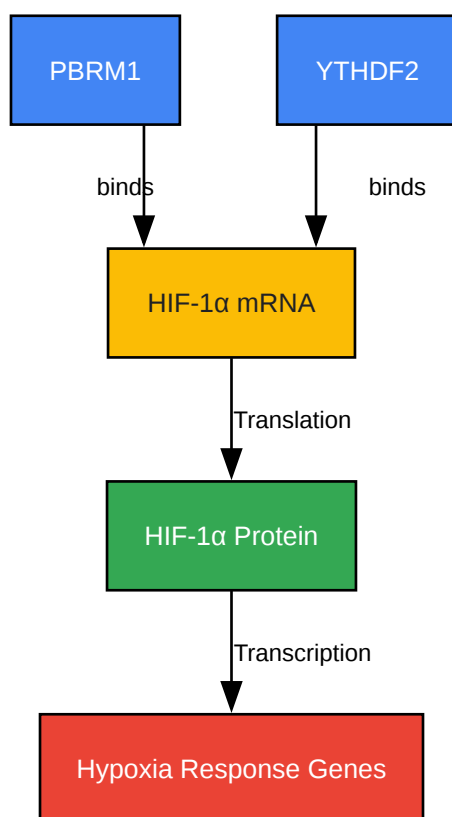 PBRM1
YTHDF2
binds
binds
HIF-1α mRNA
Translation
HIF-1α Protein
Transcription
Hypoxia Response Genes